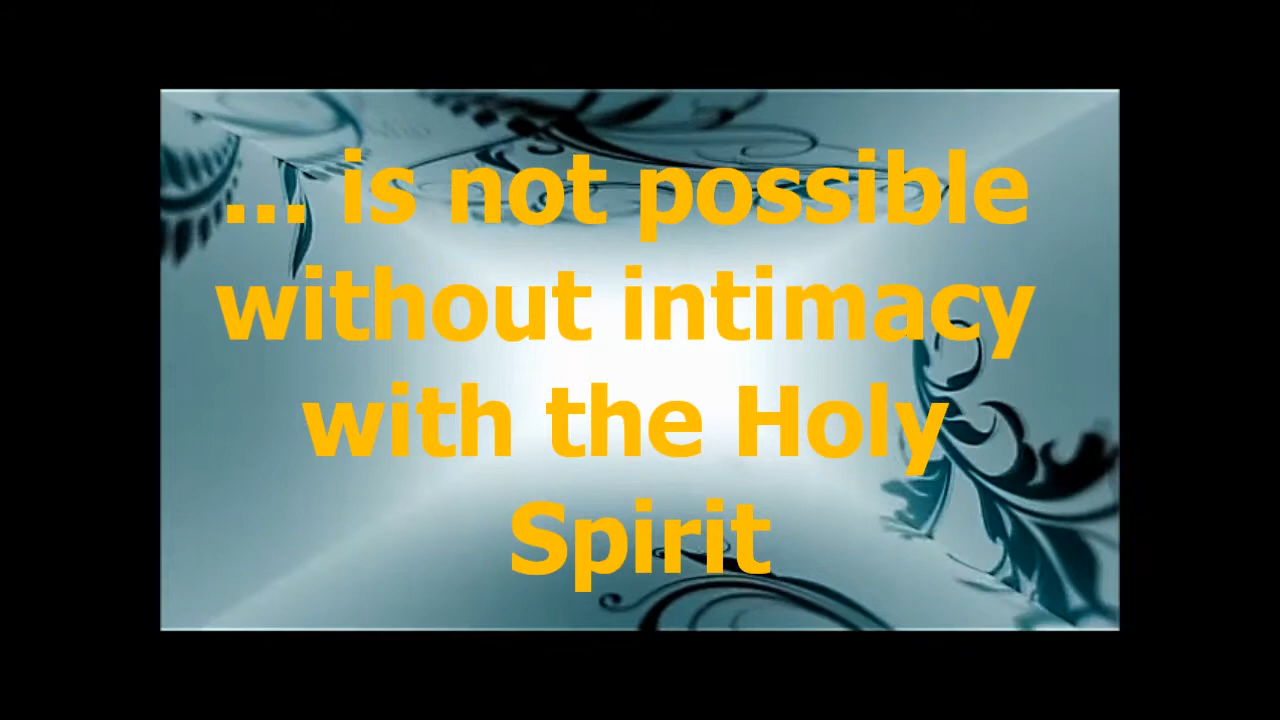 ... is not possible
without intimacy
with the Holy
Spirit